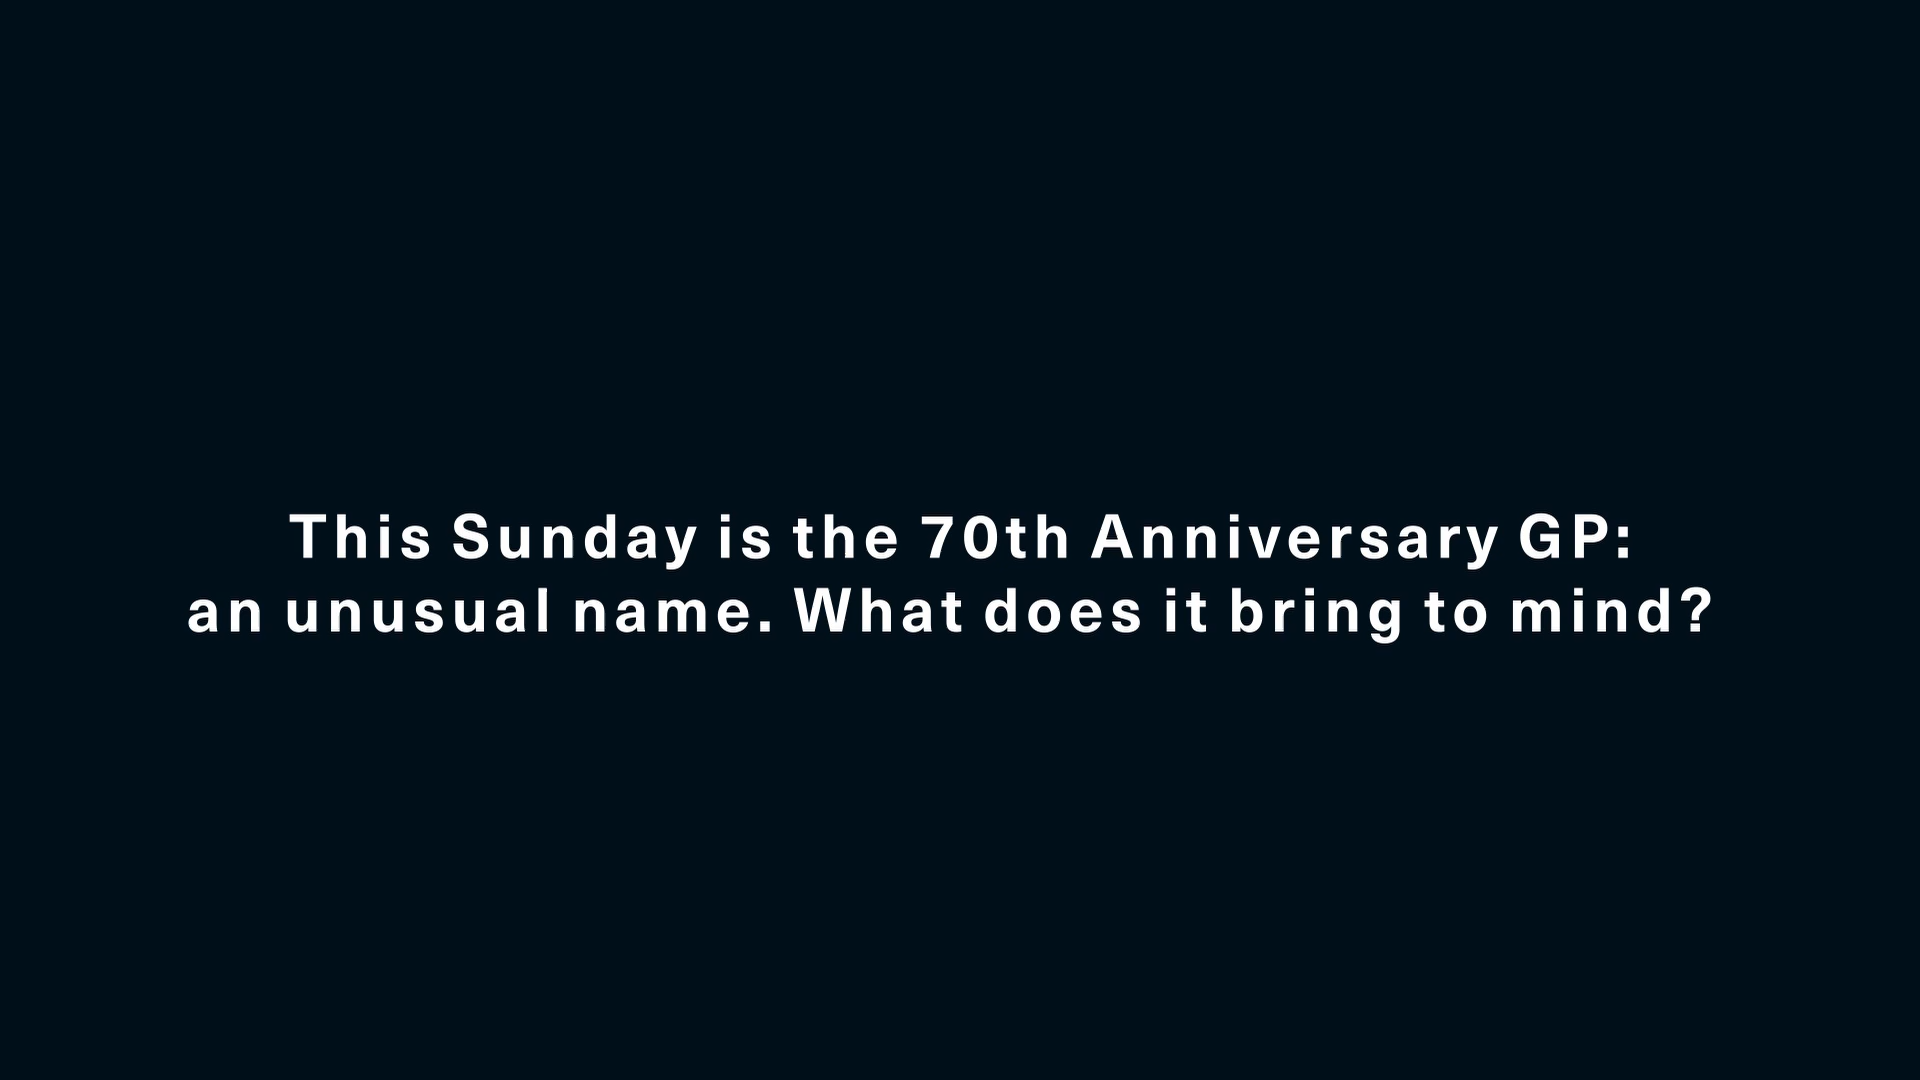 This Sunday is the 70th Anniversary GP:
an unusual name. What does it bring to mind?